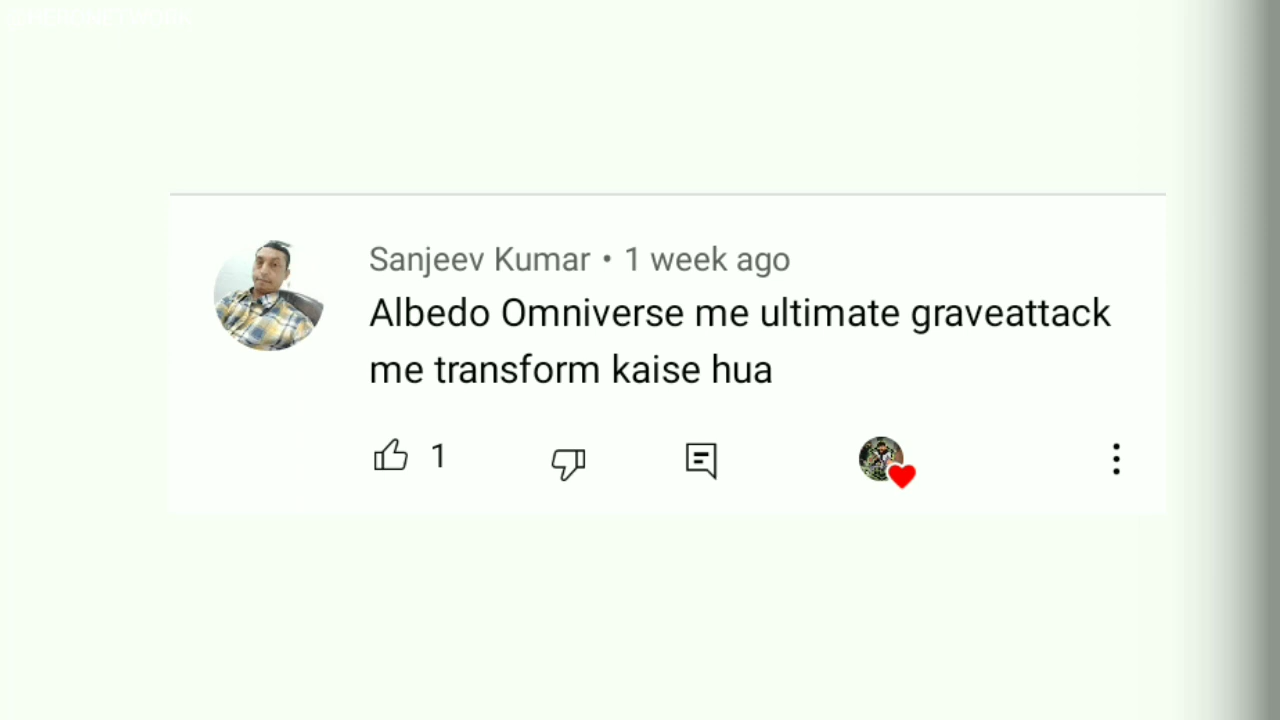 Sanjeev Kumar • 1 week ago
Albedo Omniverse me ultimate graveattack
me transform kaise hua
1